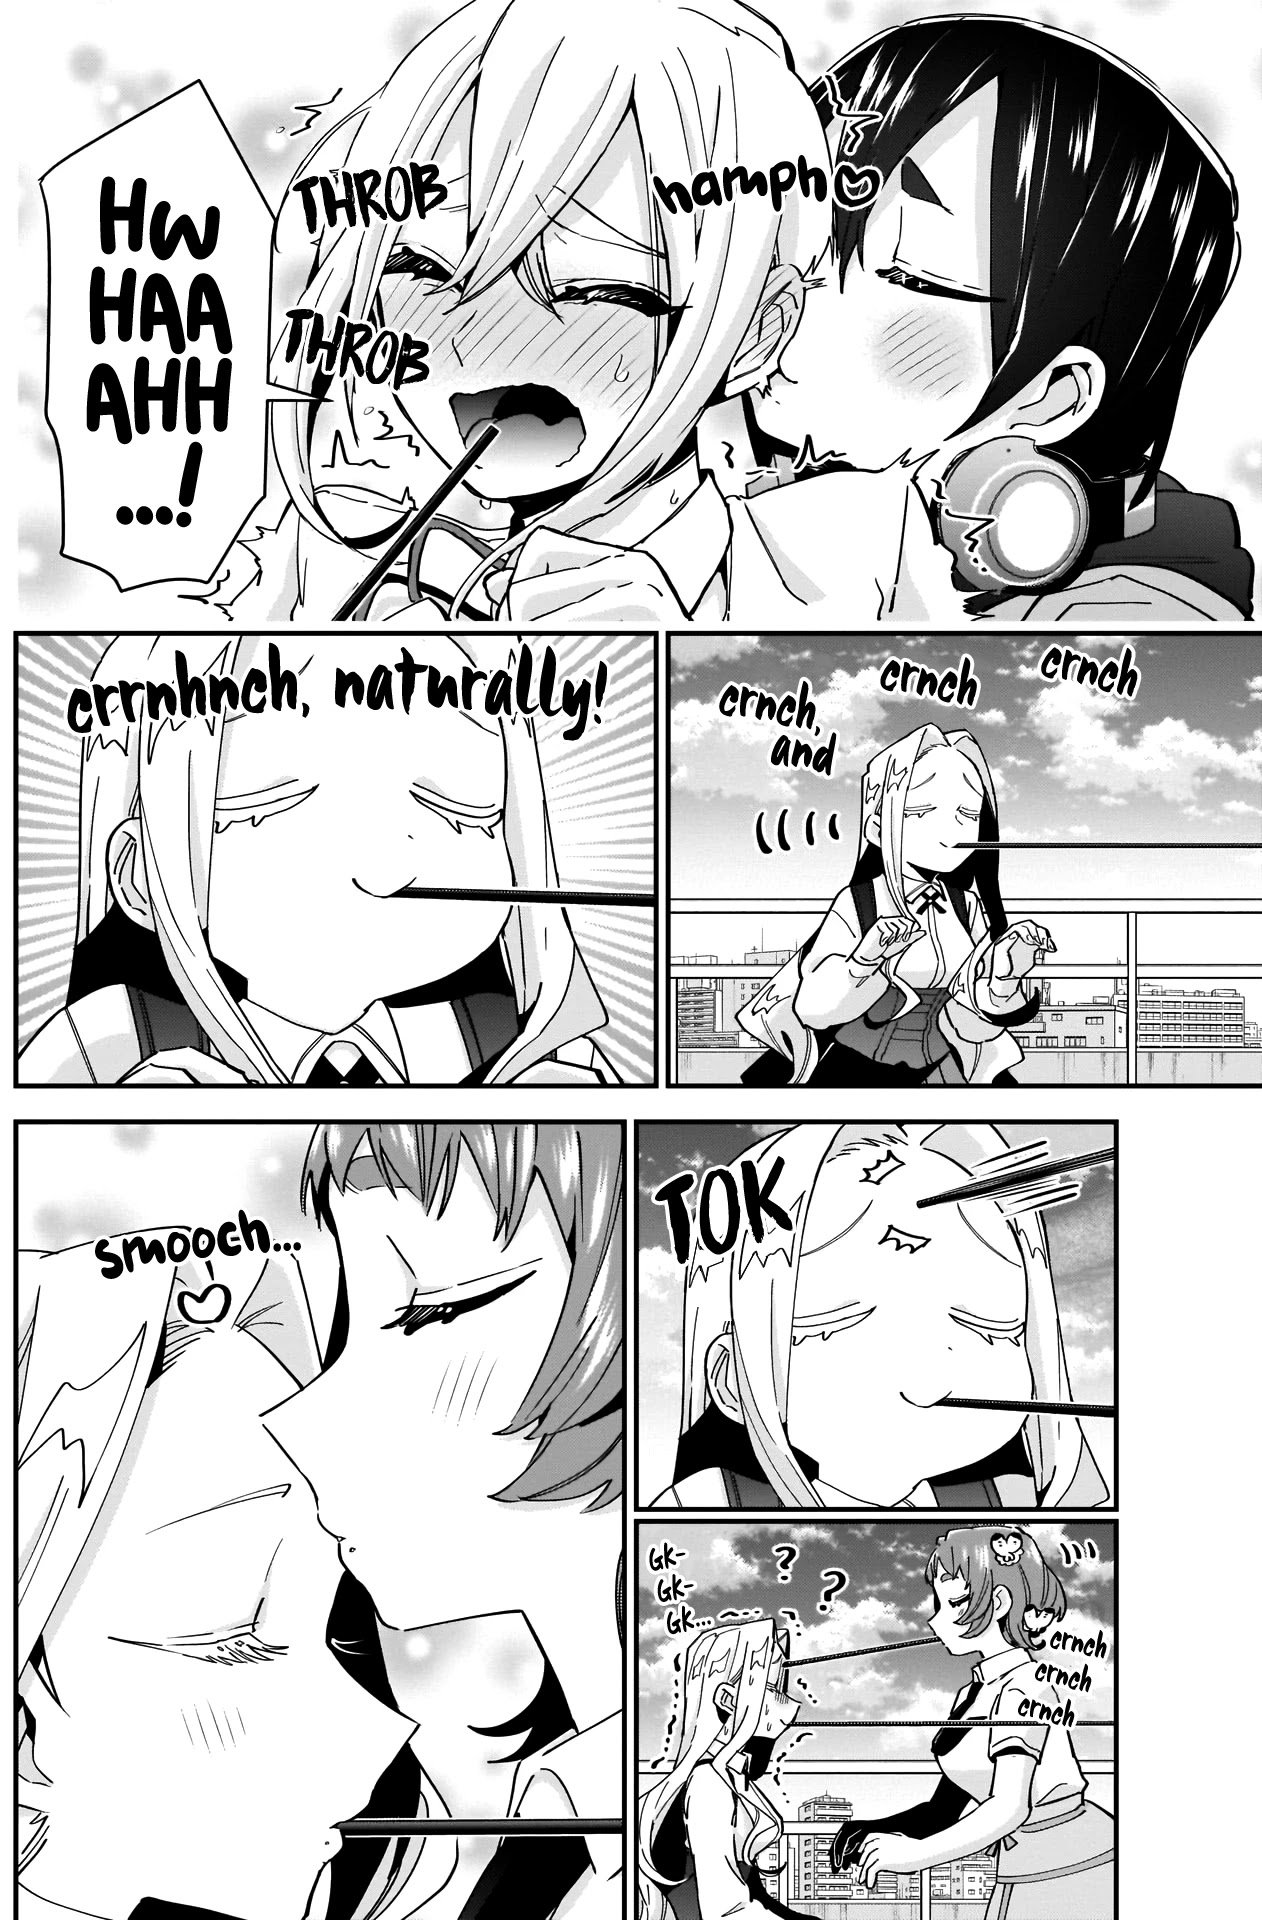 hamph♡
THROB
THROB
HW
HAA
AHH
...!
crnch
crnch
crnch,
and
crrnhnch, naturally!
TOK
?
?
GK-
GK-
GK...
crnch
crnch
crnch
smooch...
♡